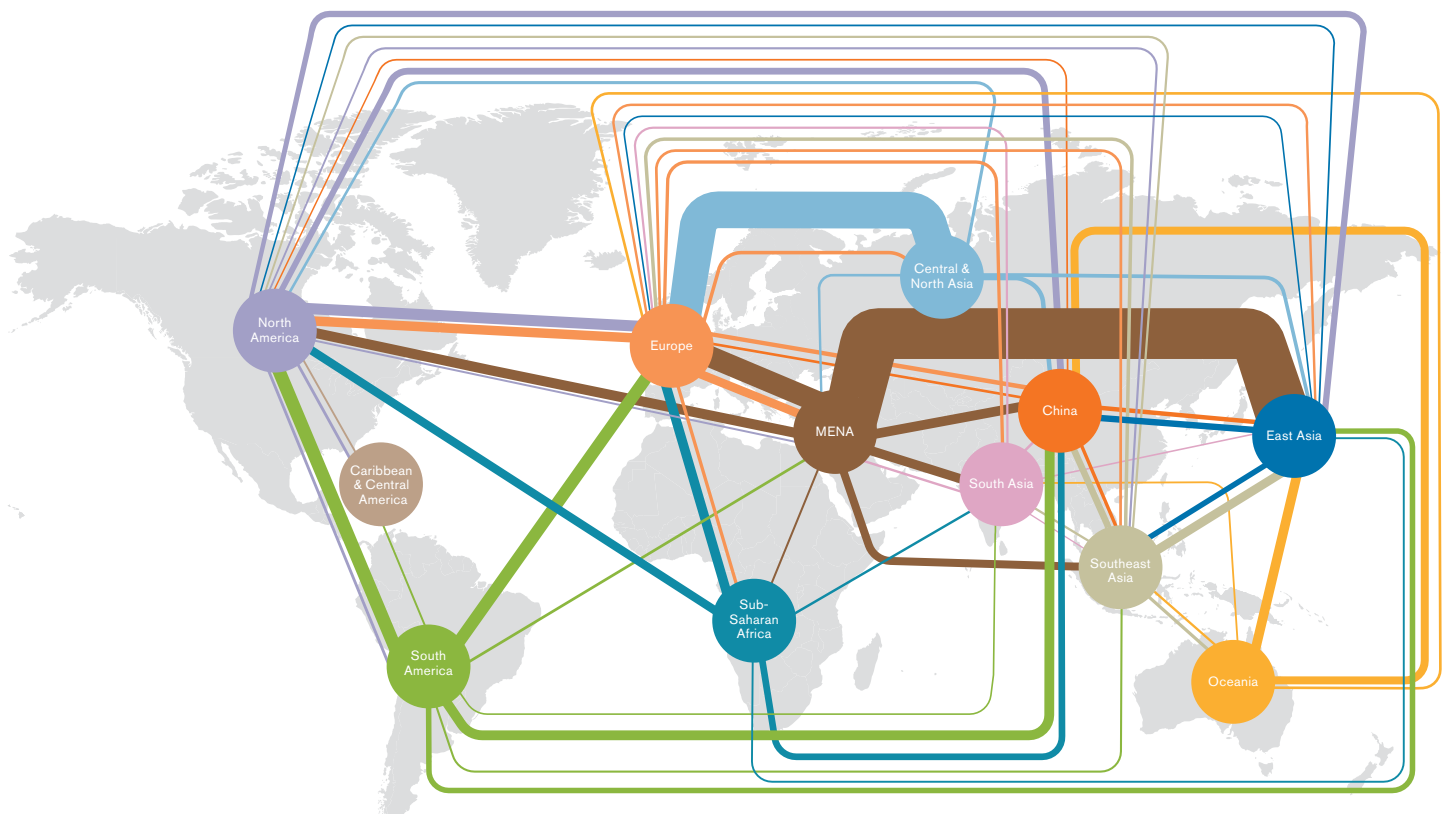 Central &
North Asia
North
America
Europe
China
MENA
East Asia
Caribbean
& Central
America
South Asia
Southeast
Asia
Sub-
Saharan
Africa
South
America
Oceania